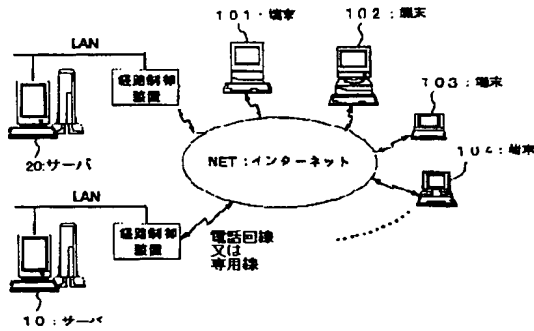 LAN
101・端末
102：端末
経路制御
装置
103：端末
104：端末
20:サーバ
NET：インターネット
LAN
経路制御
装置
電話回線
又は
専用線
10：サーバ